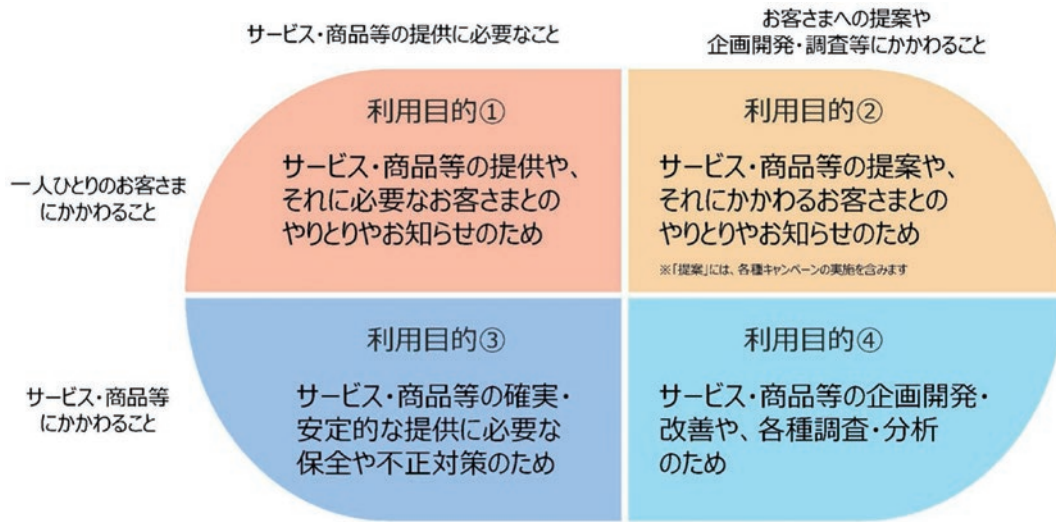 サービス・商品等の提供に必要なこと
お客さまへの提案や
企画開発・調査等にかかわること
一人ひとりのお客さま
にかかわること
利用目的①
サービス・商品等の提供や、
それに必要なお客さまとの
やりとりやお知らせのため
利用目的②
サービス・商品等の提案や、
それにかかわるお客さまとの
やりとりやお知らせのため
※「提案」には、各種キャンペーンの実施を含みます
サービス・商品等
にかかわること
利用目的③
サービス・商品等の確実・
安定的な提供に必要な
保全や不正対策のため
利用目的④
サービス・商品等の企画開発・
改善や、各種調査・分析
のため